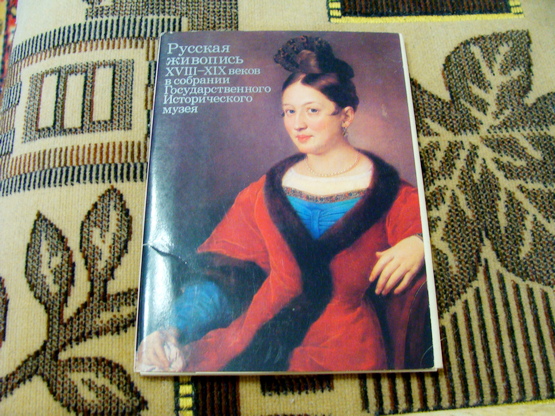 Русская
живопись
XVIII–XIX веков
в собрании
Государственного
Исторического
музея